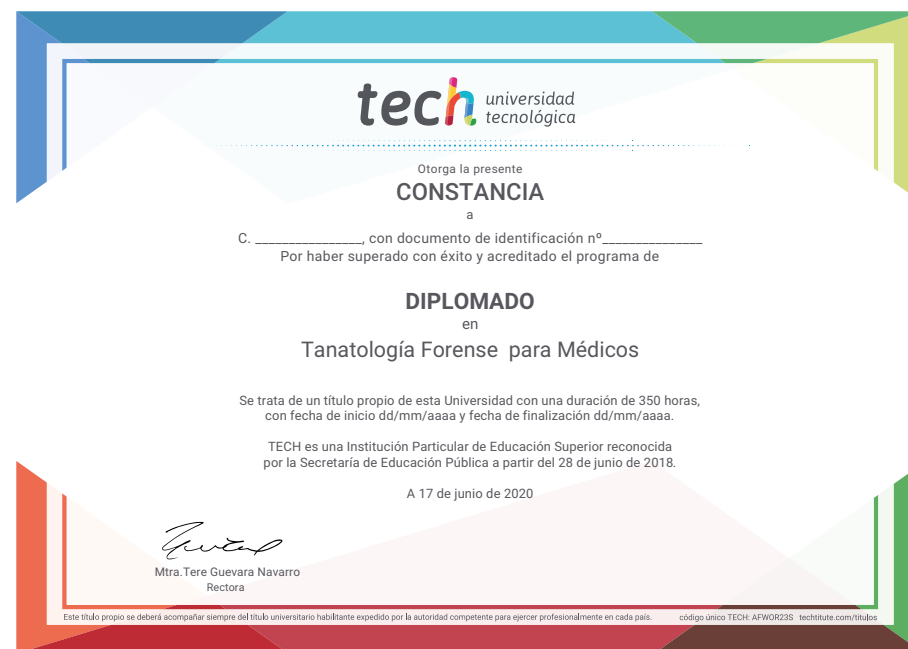 tech universidad
tecnológica
Otorga la presente
CONSTANCIA
a
C. ________________, con documento de identificación nº_______________
Por haber superado con éxito y acreditado el programa de
DIPLOMADO
en
Tanatología Forense para Médicos
Se trata de un título propio de esta Universidad con una duración de 350 horas,
con fecha de inicio dd/mm/aaaa y fecha de finalización dd/mm/aaaa.
TECH es una Institución Particular de Educación Superior reconocida
por la Secretaría de Educación Pública a partir del 28 de junio de 2018.
A 17 de junio de 2020
Mtra.Tere Guevara Navarro
Rectora
Este título propio se deberá acompañar siempre del título universitario habilitante expedido por la autoridad competente para ejercer profesionalmente en cada país. código único TECH: AFWOR23S techtitute.com/titulos